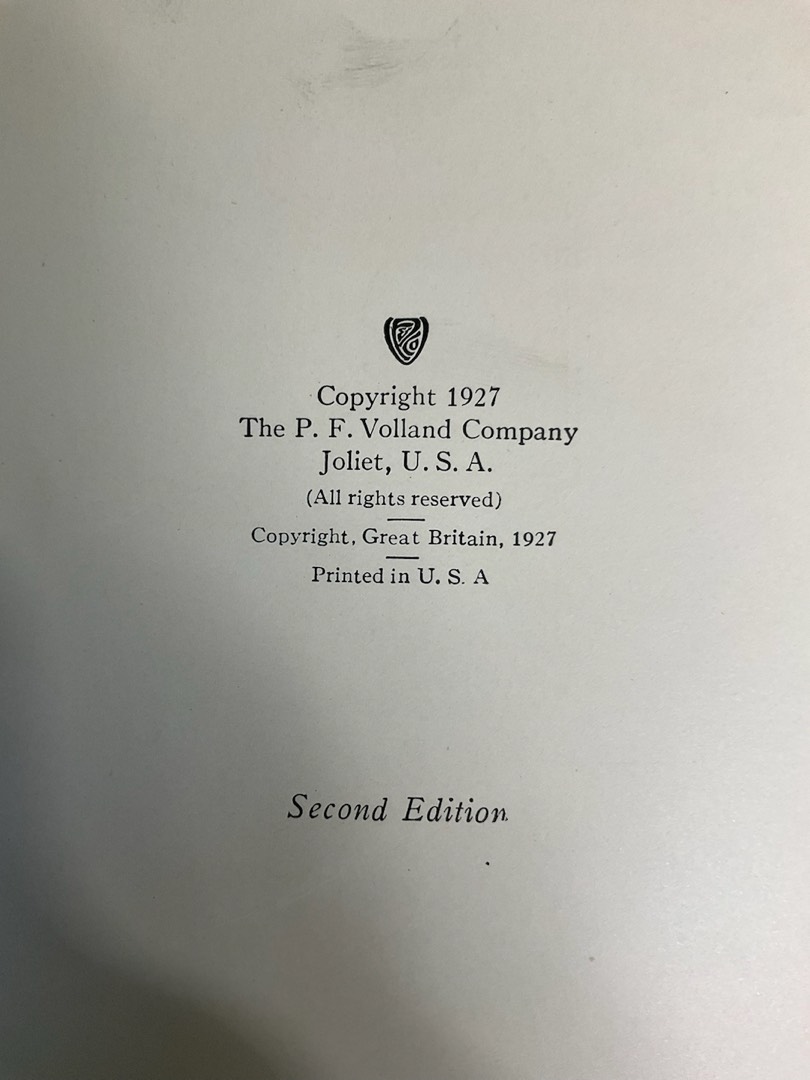 Copyright 1927
The P. F. Volland Company
Joliet, U. S. A.
(All rights reserved)
Copyright, Great Britain, 1927
Printed in U. S. A
Second Edition